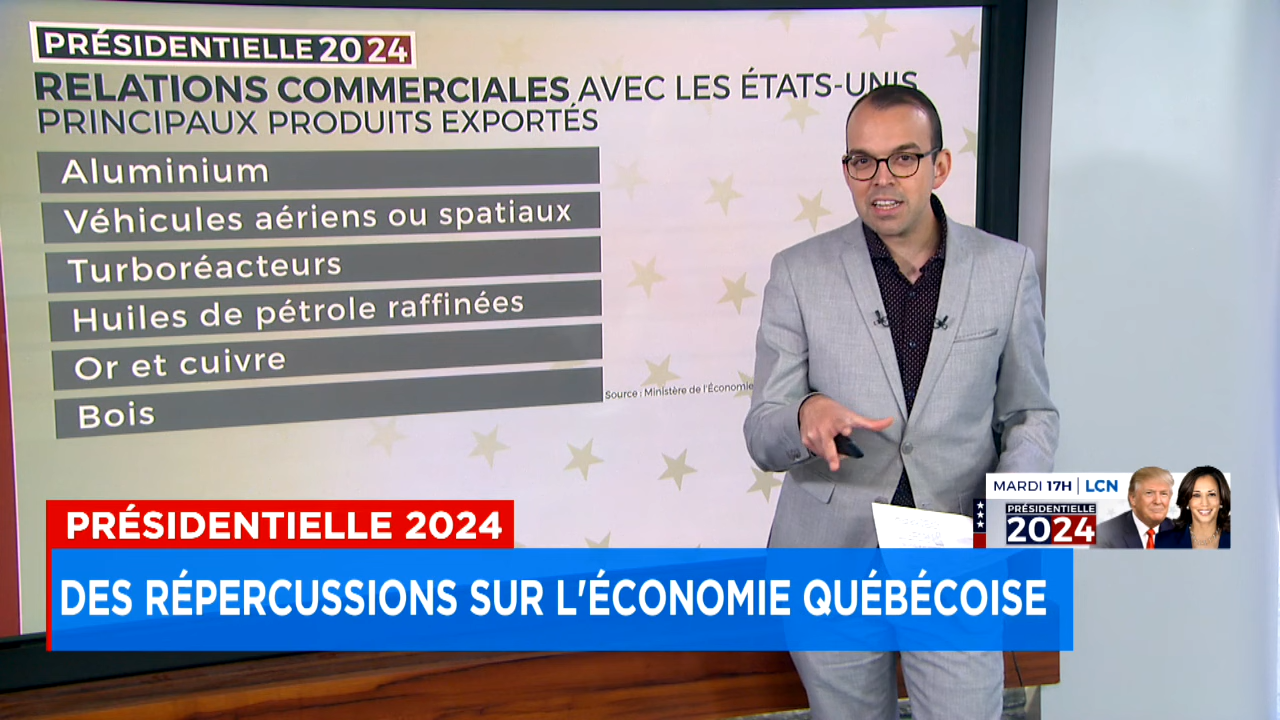 PRÉSIDENTIELLE 2024
RELATIONS COMMERCIALES AVEC LES ÉTATS-UNIS
PRINCIPAUX PRODUITS EXPORTÉS
Aluminium
Véhicules aériens ou spatiaux
Turboréacteurs
Huiles de pétrole raffinées
Or et cuivre
Bois
Source : Ministère de l'Économie
MARDI 17H | LCN
PRÉSIDENTIELLE
2024
PRÉSIDENTIELLE 2024
DES RÉPERCUSSIONS SUR L'ÉCONOMIE QUÉBÉCOISE